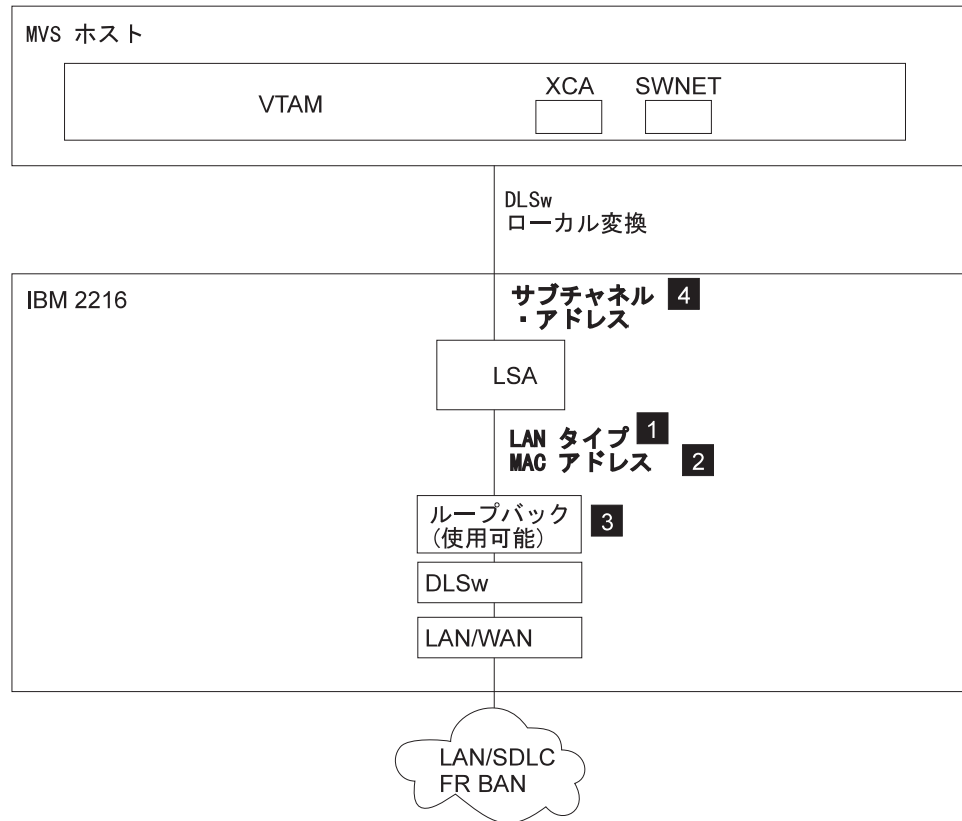 MVS ホスト
VTAM
XCA
SWNET
DLSw
ローカル変換
IBM 2216
サブチャネル 4
・アドレス
LSA
LAN タイプ 1
MAC アドレス 2
ループバック
(使用可能) 3
DLSw
LAN/WAN
LAN/SDLC
FR BAN